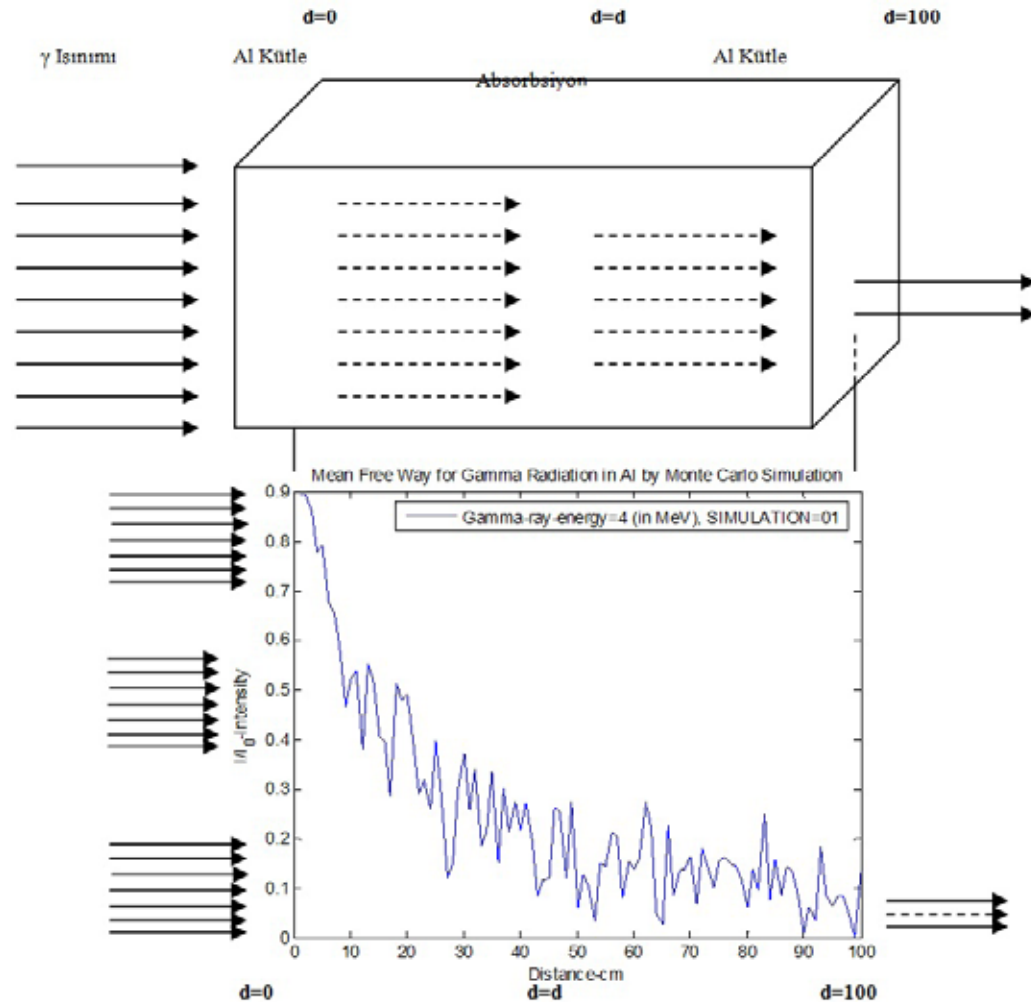 d=0 d=d d=100
γ Isınımı Al Kütle Al Kütle
Absorbsiyon
Mean Free Way for Gamma Radiation in Al by Monte Carlo Simulation
Gamma-ray-energy=4 (in MeV), SIMULATION=01
0.9
0.8
0.7
0.6
0.5
0.4
0.3
0.2
0.1
0
I/I₀-Intensity
0 10 20 30 40 50 60 70 80 90 100
Distance-cm
d=0 d=d d=100